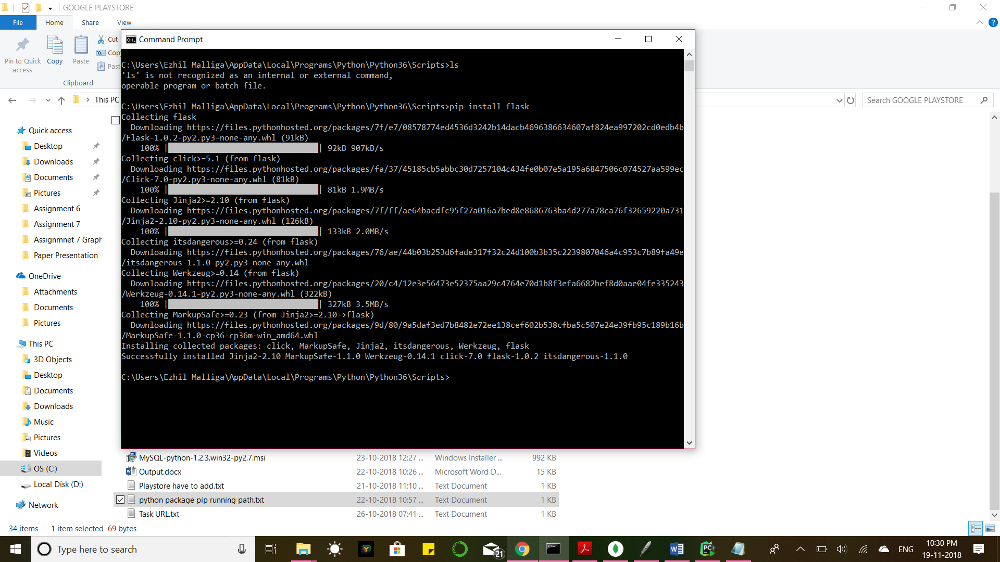 GOOGLE PLAYSTORE
File
Home
Share
View
Pin to Quick
access
Copy
Paste
Cut
Clipboard
This PC
Search GOOGLE PLAYSTORE
Quick access
Desktop
Downloads
Documents
Pictures
Assignment 6
Assignment 7
Assignmnet 7 Graph
Paper Presentation
OneDrive
Attachments
Documents
Pictures
This PC
3D Objects
Desktop
Documents
Downloads
Music
Pictures
Videos
OS (C:)
Local Disk (D:)
Network
Command Prompt
C:\Users\Ezhil Malliga\AppData\Local\Programs\Python\Python36\Scripts>ls
'ls' is not recognized as an internal or external command,
operable program or batch file.
C:\Users\Ezhil Malliga\AppData\Local\Programs\Python\Python36\Scripts>pip install flask
Collecting flask
Downloading https://files.pythonhosted.org/packages/7f/e7/08578774ed4536d3242b14dacb4696386634607af824ea997202cd0edb4b
/Flask-1.0.2-py2.py3-none-any.whl (91kB)
100% | | 92kB 907kB/s
Collecting click>=5.1 (from flask)
Downloading https://files.pythonhosted.org/packages/fa/37/45185cb5abbc30d7257104c434fe0b07e5a195a6847506c074527aa599ec
/Click-7.0-py2.py3-none-any.whl (81kB)
100% | | 81kB 1.9MB/s
Collecting Jinja2>=2.10 (from flask)
Downloading https://files.pythonhosted.org/packages/7f/ff/ae64bacdfc95f27a016a7bed8e8686763ba4d277a78ca76f32659220a731
/Jinja2-2.10-py2.py3-none-any.whl (126kB)
100% | | 133kB 2.0MB/s
Collecting itsdangerous>=0.24 (from flask)
Downloading https://files.pythonhosted.org/packages/76/ae/44b03b253d6fade317f32c24d100b3b35c2239807046a4c953c7b89fa49e
/itsdangerous-1.1.0-py2.py3-none-any.whl
Collecting Werkzeug>=0.14 (from flask)
Downloading https://files.pythonhosted.org/packages/20/c4/12e3e56473e52375aa29c4764e70d1b8f3efa6682bef8d0aae04fe335243
/Werkzeug-0.14.1-py2.py3-none-any.whl (322kB)
100% | | 327kB 3.5MB/s
Collecting MarkupSafe>=0.23 (from Jinja2>=2.10->flask)
Downloading https://files.pythonhosted.org/packages/9d/80/9a5daf3ed7b8482e72ee138cef602b538cfba5c507e24e39fb95c189b16b
/MarkupSafe-1.1.0-cp36-cp36m-win_amd64.whl
Installing collected packages: click, MarkupSafe, Jinja2, itsdangerous, Werkzeug, flask
Successfully installed Jinja2-2.10 MarkupSafe-1.1.0 Werkzeug-0.14.1 click-7.0 flask-1.0.2 itsdangerous-1.1.0
C:\Users\Ezhil Malliga\AppData\Local\Programs\Python\Python36\Scripts>
MySQL-python-1.2.3.win32-py2.7.msi 23-10-2018 12:27 ... Windows Installer ... 992 KB
Output.docx 22-10-2018 10:26 ... Microsoft Word D... 15 KB
Playstore have to add.txt 21-10-2018 11:10 ... Text Document 1 KB
python package pip running path.txt 22-10-2018 10:57 ... Text Document 1 KB
Task URL.txt 26-10-2018 07:41 ... Text Document 1 KB
34 items 1 item selected 69 bytes
Type here to search
21
ENG
10:30 PM
19-11-2018